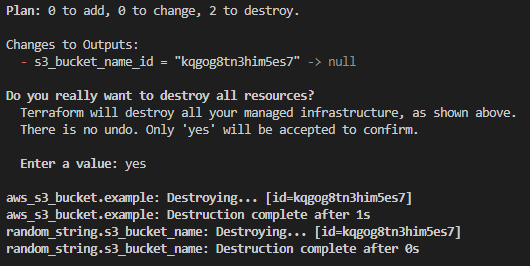 Plan: 0 to add, 0 to change, 2 to destroy.
Changes to Outputs:
- s3_bucket_name_id = "kqgog8tn3him5es7" -> null
Do you really want to destroy all resources?
Terraform will destroy all your managed infrastructure, as shown above.
There is no undo. Only 'yes' will be accepted to confirm.
Enter a value: yes
aws_s3_bucket.example: Destroying... [id=kqgog8tn3him5es7]
aws_s3_bucket.example: Destruction complete after 1s
random_string.s3_bucket_name: Destroying... [id=kqgog8tn3him5es7]
random_string.s3_bucket_name: Destruction complete after 0s